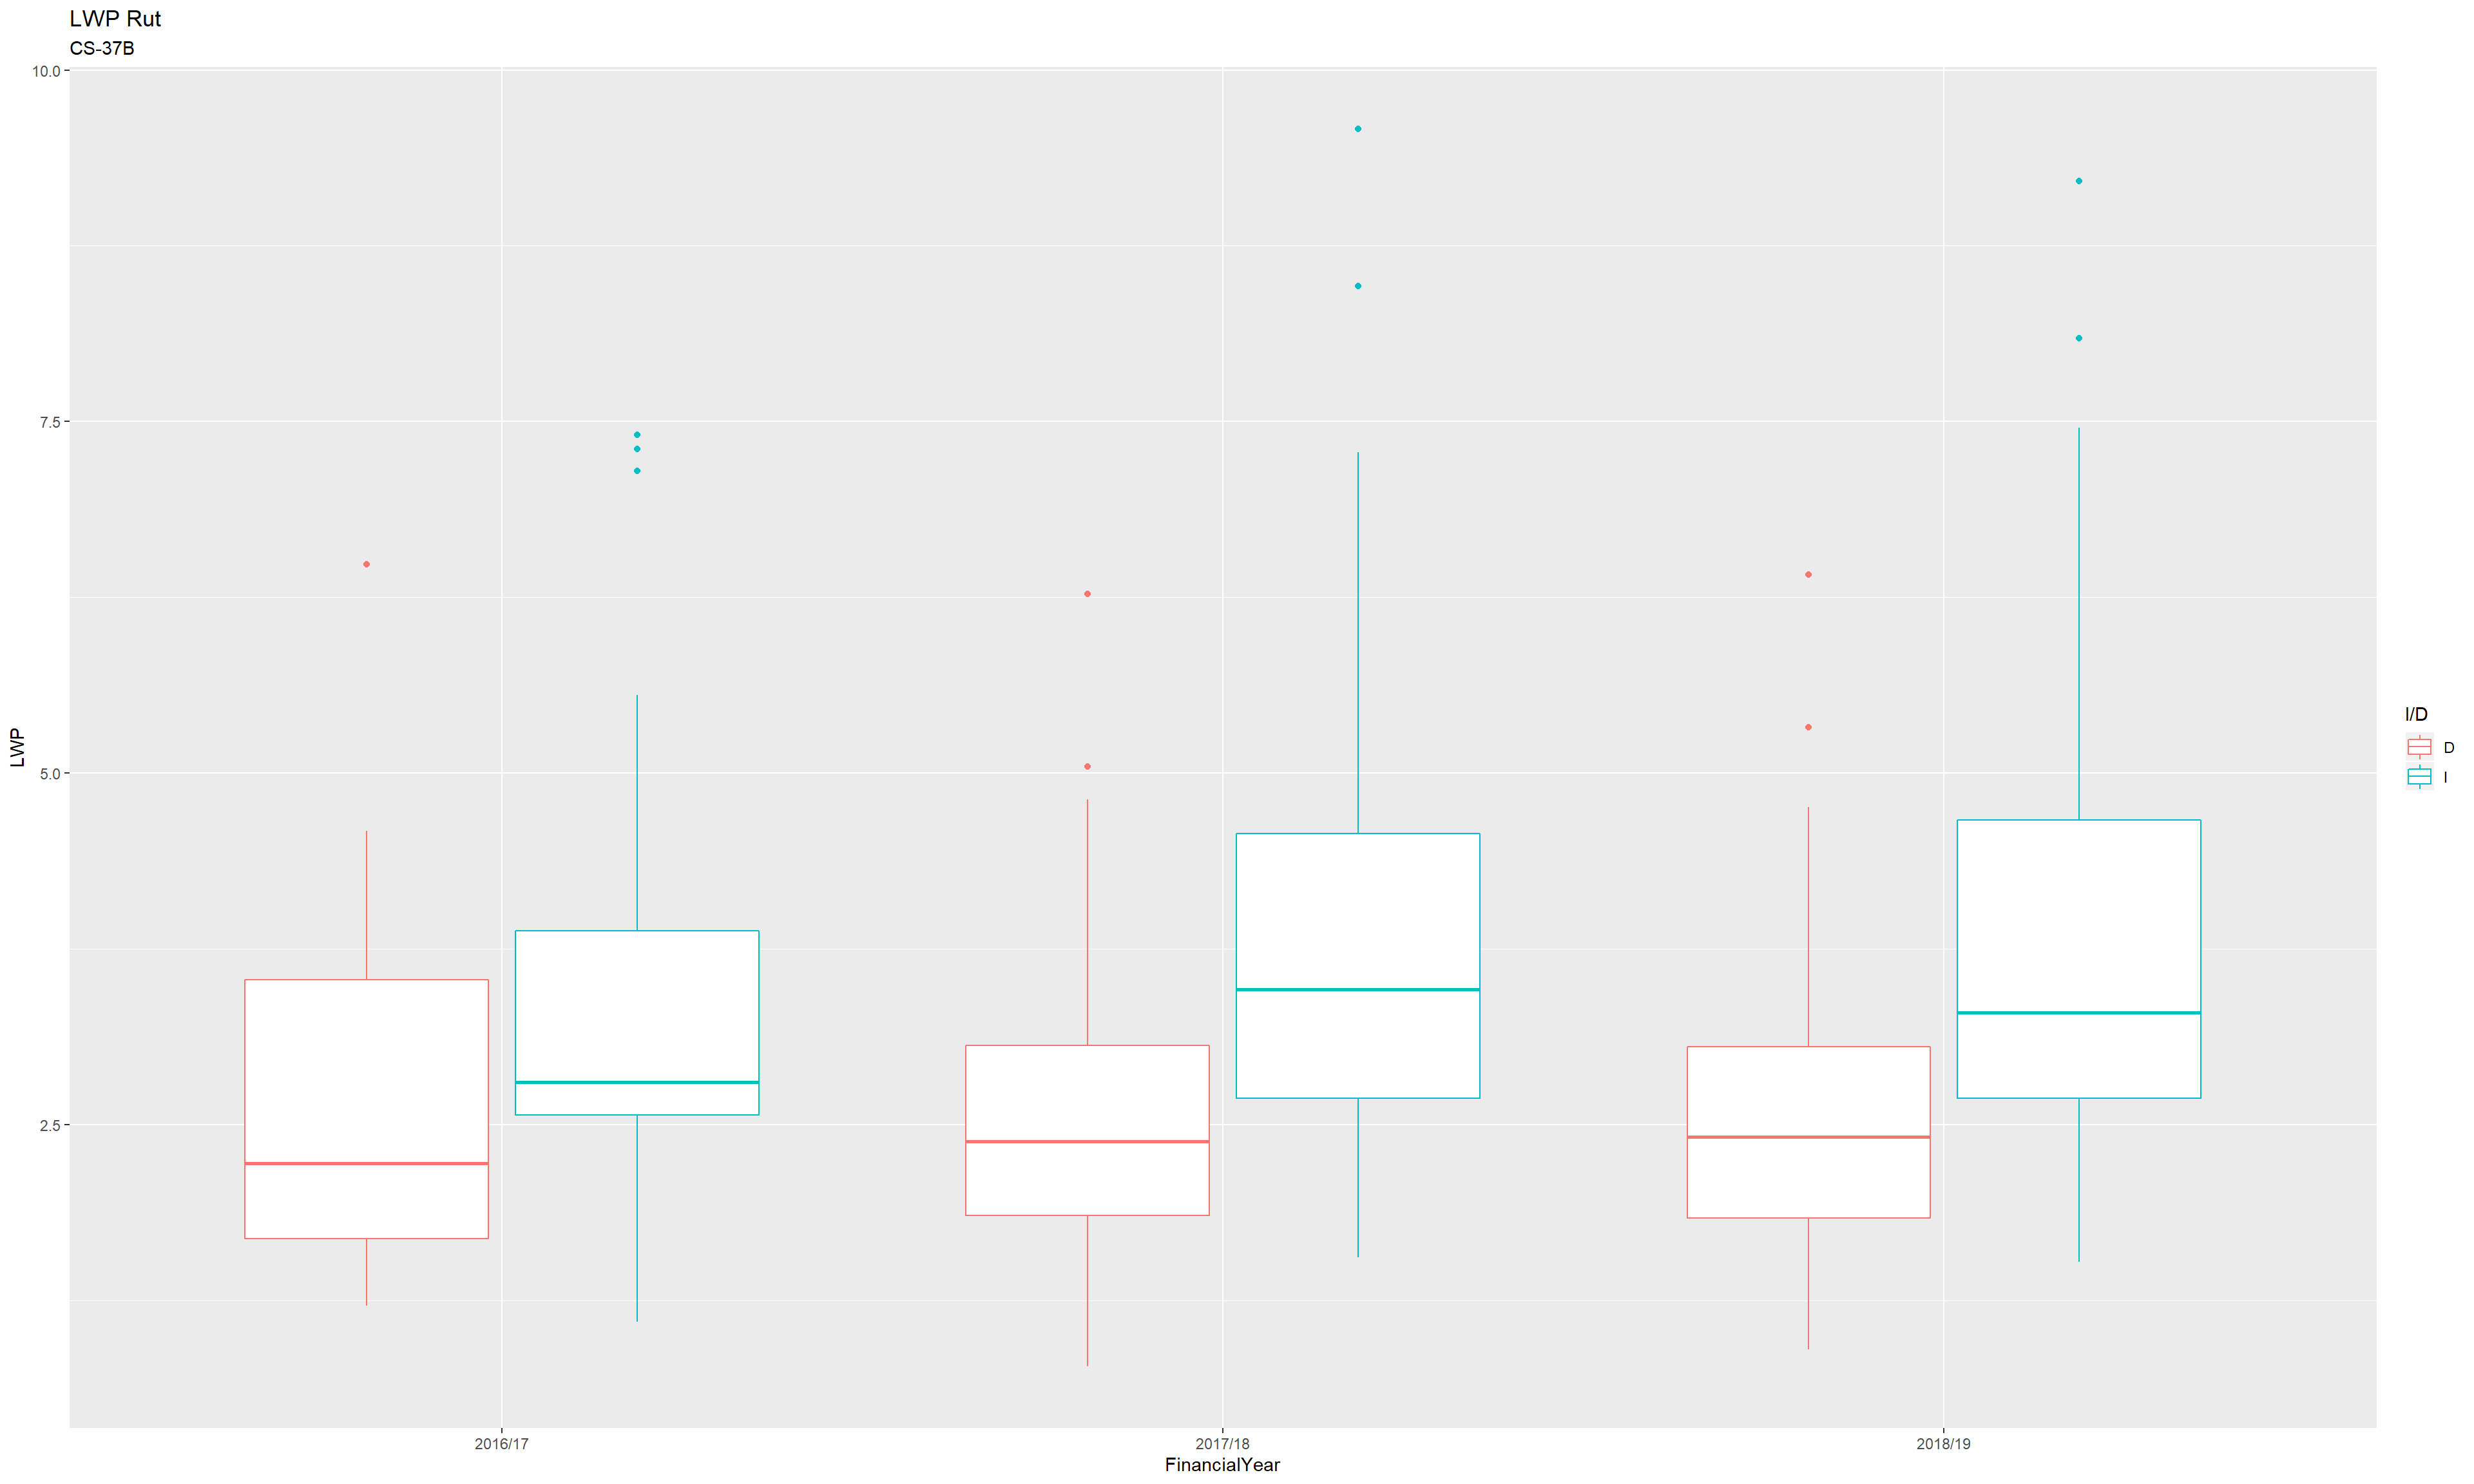 LWP Rut
CS-37B
10.0
7.5
5.0
2.5
LWP
2016/17
2017/18
2018/19
FinancialYear
I/D
D
I